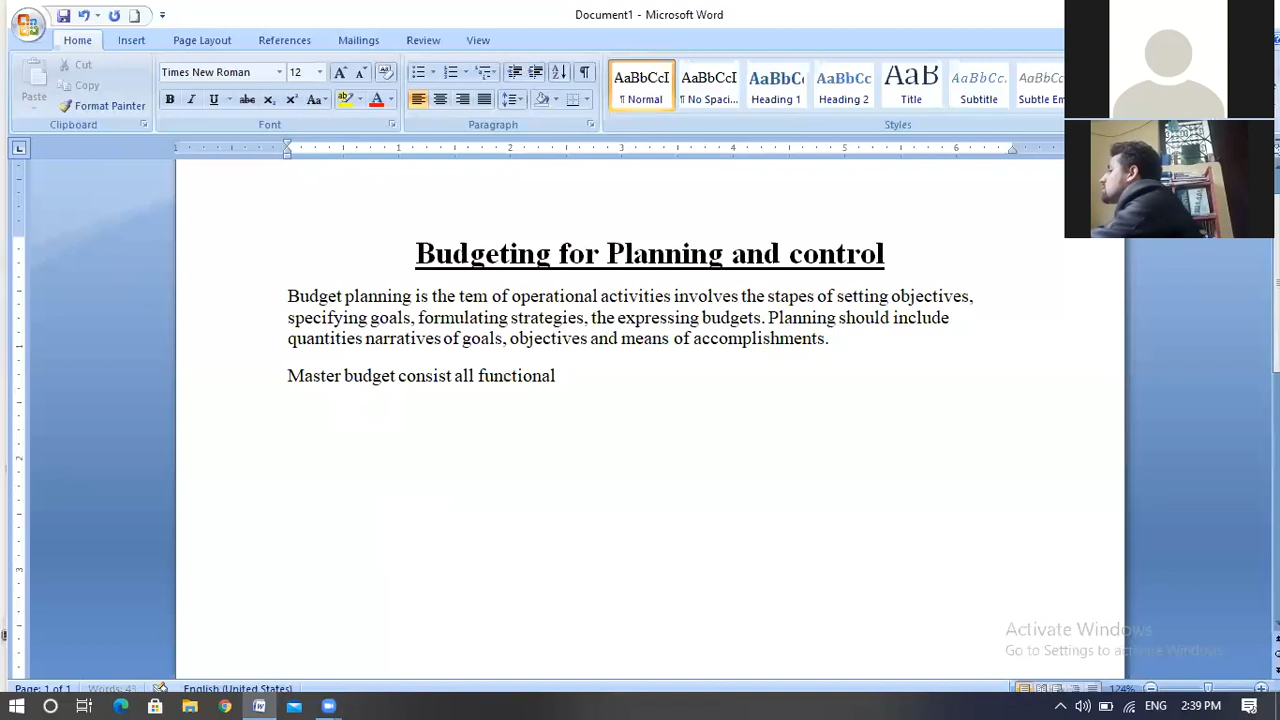 Document1 - Microsoft Word
Home Insert Page Layout References Mailings Review View
Paste
Cut
Copy
Format Painter
Clipboard
Times New Roman 12
Font
Paragraph
AaBbCcI AaBbCcI AaBbC AaBbCc AaB AaBbCc. AaBbCc
¶ Normal ¶ No Spaci... Heading 1 Heading 2 Title Subtitle Subtle Em
Styles
Budgeting for Planning and control
Budget planning is the tem of operational activities involves the stapes of setting objectives,
specifying goals, formulating strategies, the expressing budgets. Planning should include
quantities narratives of goals, objectives and means of accomplishments.
Master budget consist all functional
Activate Windows
Go to Settings to activate Windows.
Page: 1 of 1 Words: 43 English (United States) 124%
ENG 2:39 PM